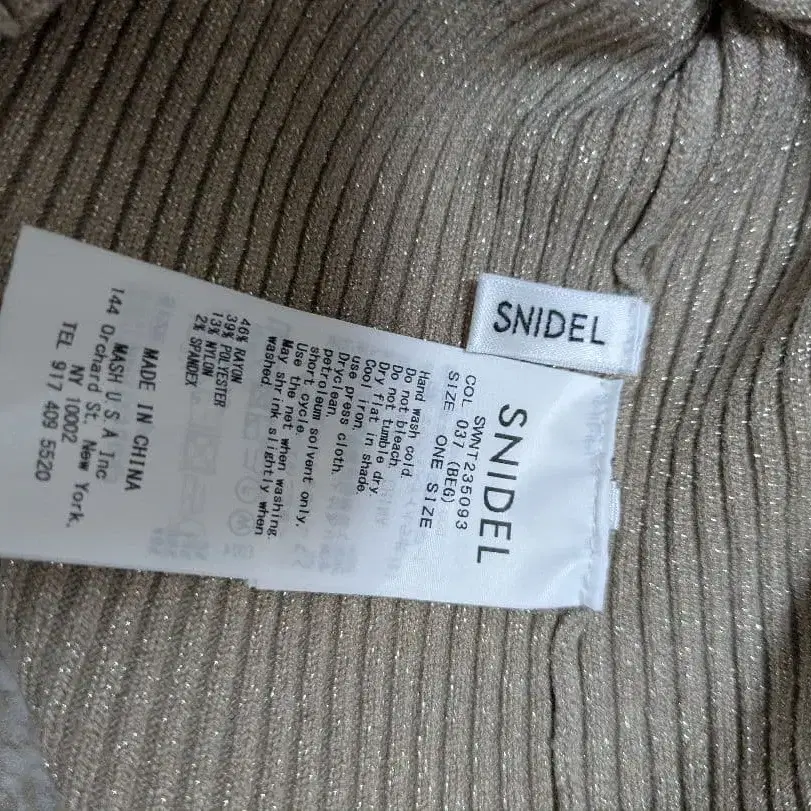 SNIDEL
SNIDEL
SWNT235093
COL 037 (BEG)
SIZE ONE SIZE
Hand wash cold.
Do not bleach.
Do not tumble dry.
Dry flat in shade.
Cool iron.
use press cloth.
Dryclean.
petroleum solvent only.
short cycle.
Use the net when washing.
May shrink slightly when
washed.
46% RAYON
39% POLYESTER
13% NYLON
2% SPANDEX
MADE IN CHINA
MASH U S A Inc
144 Orchard St. New York,
NY 10002
TEL 917 409 5520